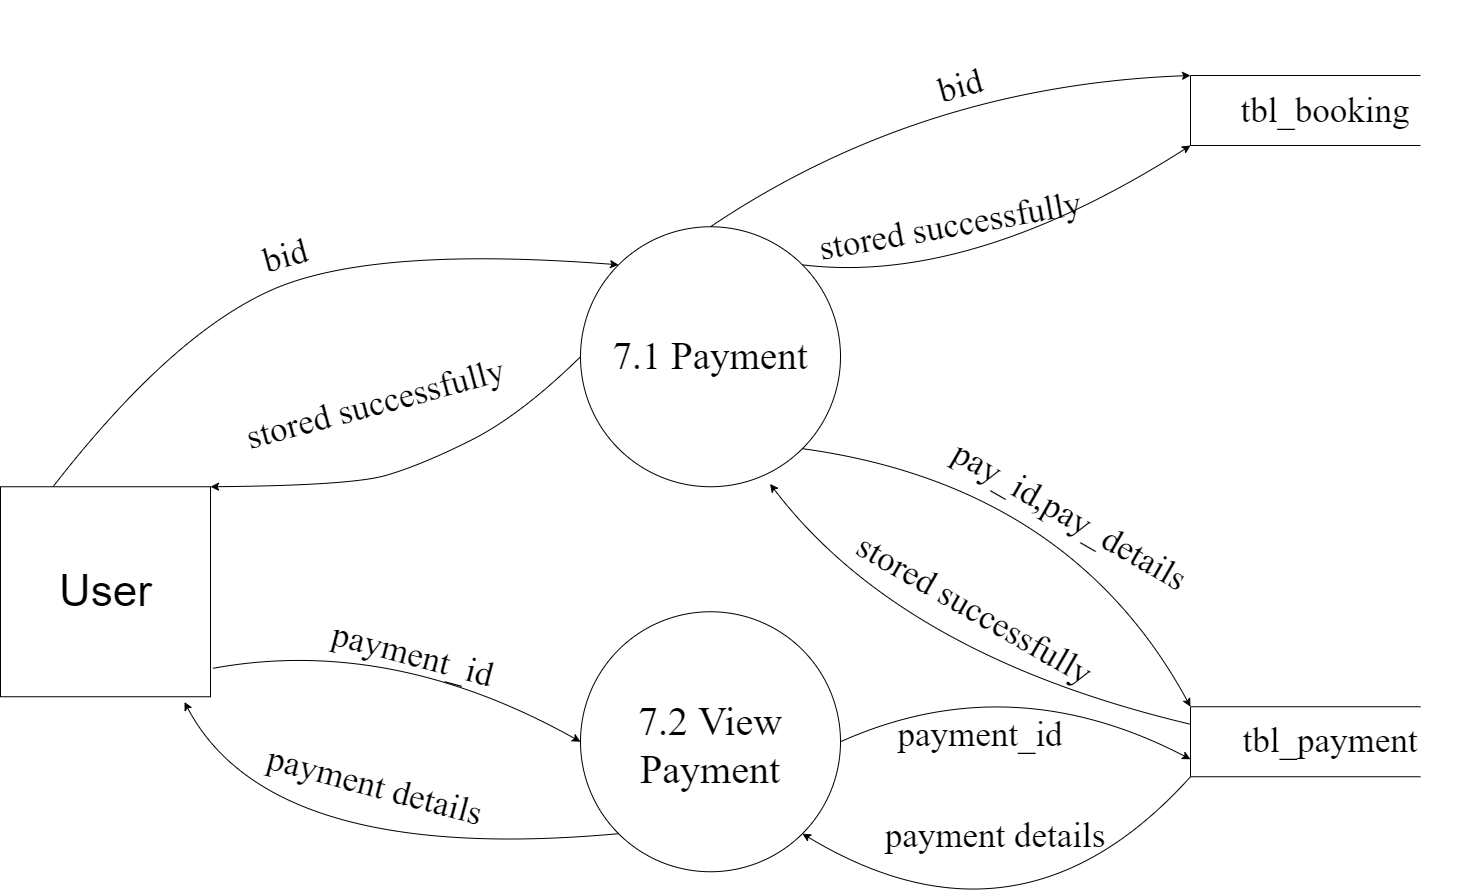 bid
tbl_booking
stored successfully
bid
7.1 Payment
stored successfully
pay_id,pay_details
stored successfully
User
payment_id
7.2 View
Payment
payment_id
tbl_payment
payment details
payment details